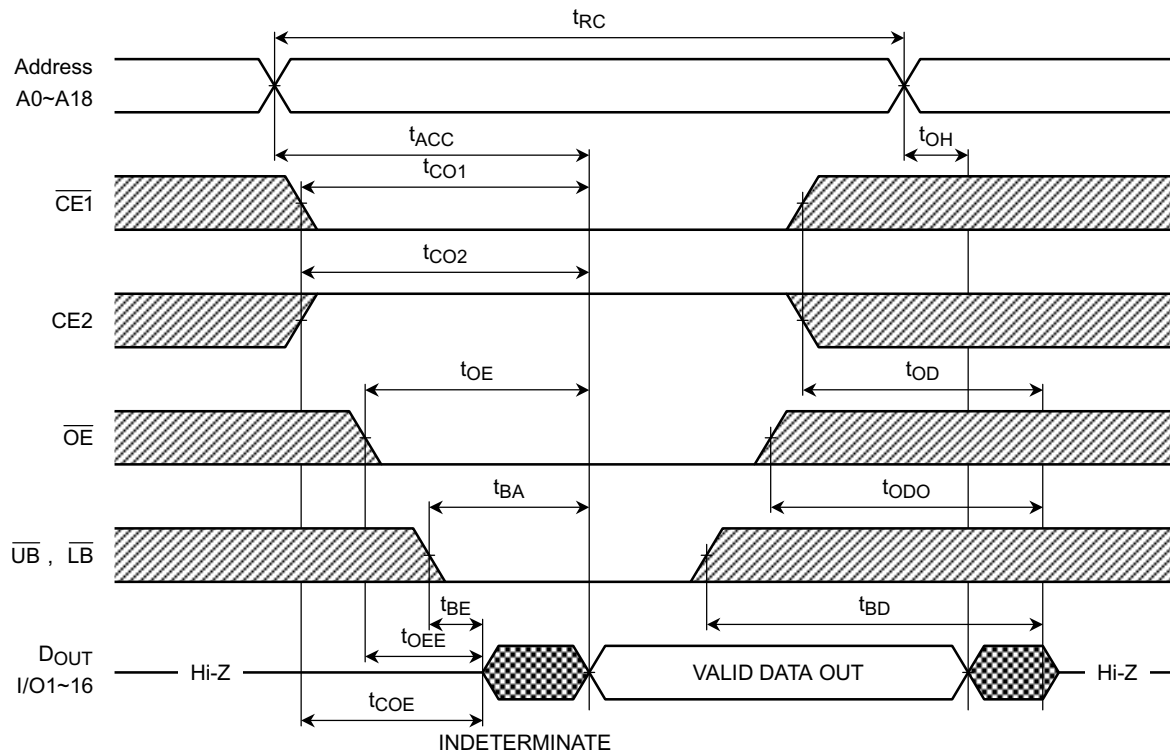 tRC
Address
A0~A18
tACC
tOH
tCO1
CE1
tCO2
CE2
tOE
tOD
OE
tBA
tODO
UB , LB
tBE
tBD
tOEE
DOUT
I/O1~16
Hi-Z
VALID DATA OUT
Hi-Z
tCOE
INDETERMINATE